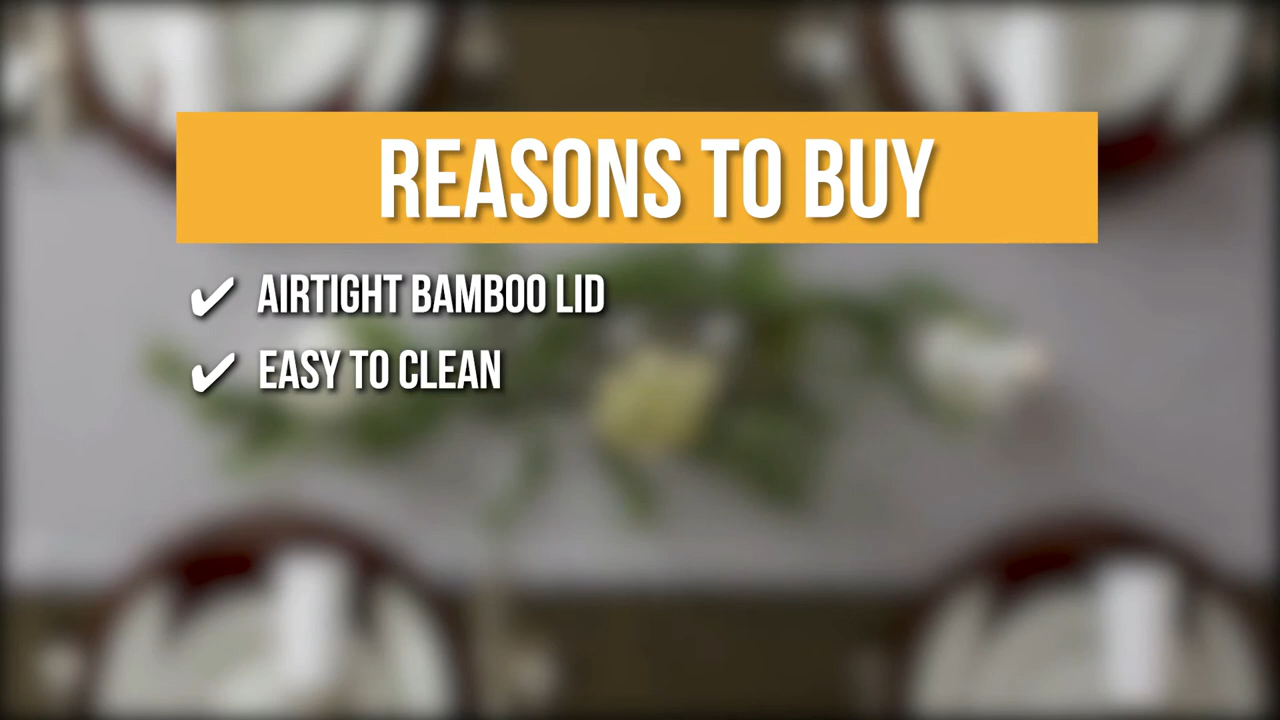 REASONS TO BUY
✔ AIRTIGHT BAMBOO LID
✔ EASY TO CLEAN